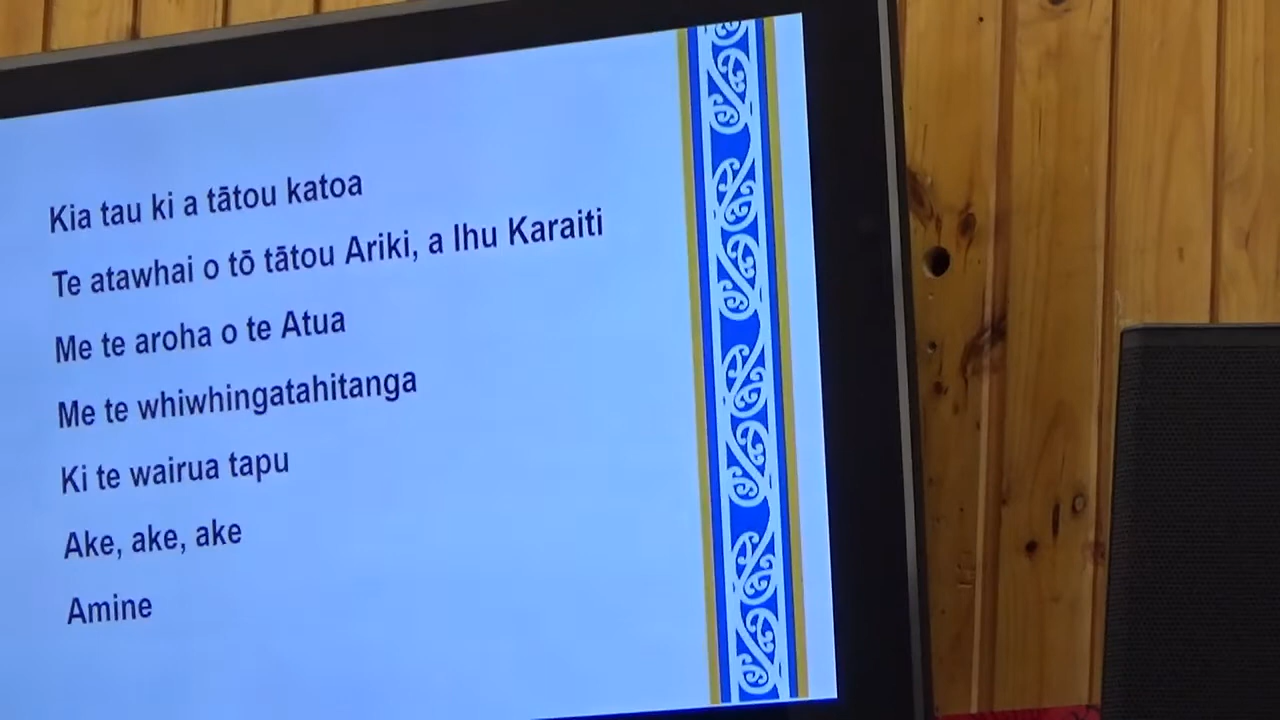 Kia tau ki a tātou katoa
Te atawhai o tō tātou Ariki, a Ihu Karaiti
Me te aroha o te Atua
Me te whiwhingatahitanga
Ki te wairua tapu
Ake, ake, ake
Amine